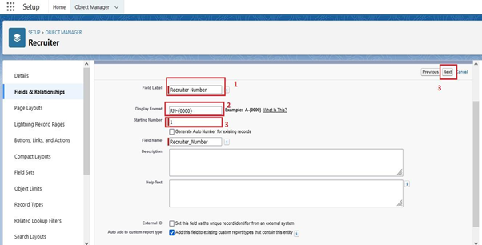 Setup Home Object Manager
SETUP > OBJECT MANAGER
Recruiter
Details
Fields & Relationships
Page Layouts
Lightning Record Pages
Buttons, Links, and Actions
Compact Layouts
Field Sets
Object Limits
Record Types
Related Lookup Filters
Search Layouts
Previous Next Cancel
5
Field Label Recruiter Number 1
Display Format 2 Example: A-{0000} What Is This?
Starting Number 1 3
Generate Auto Number for existing records
Field Name Recruiter_Number
Description
Help Text
External ID Set this field as the unique record identifier from an external system
Auto add to custom report type Add this field to existing custom report types that contain this entity